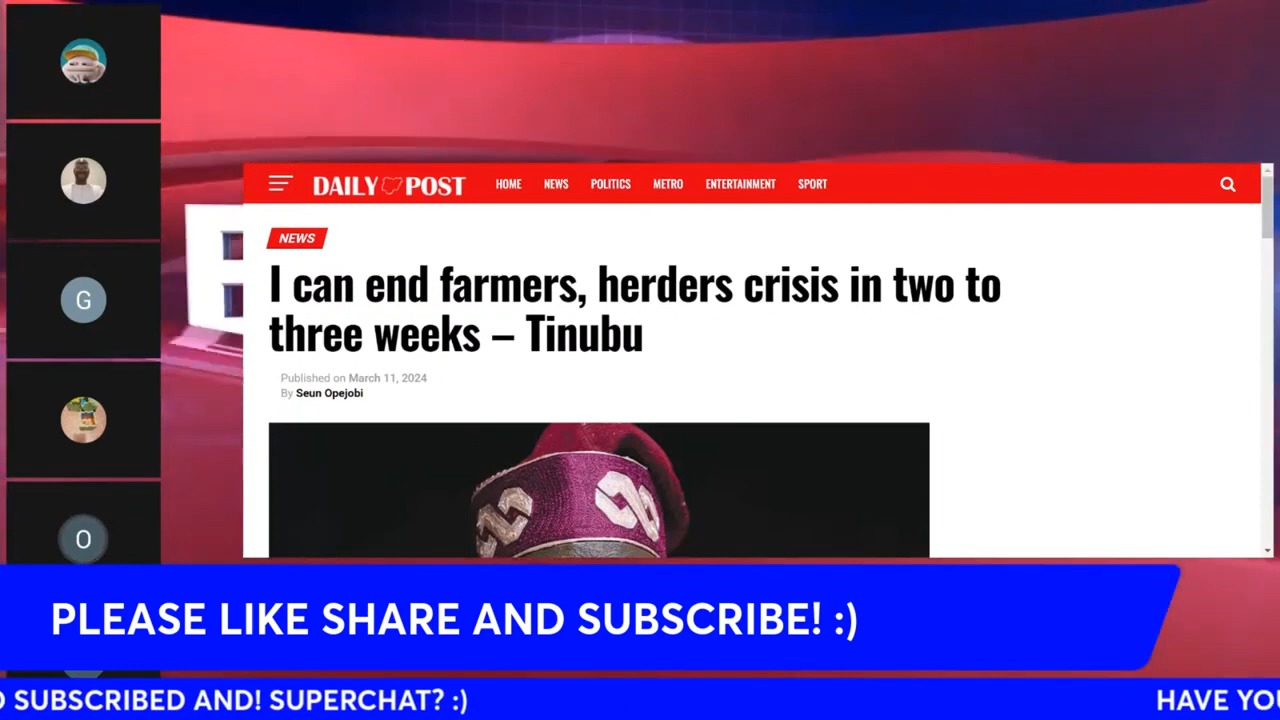 DAILY POST
HOME NEWS POLITICS METRO ENTERTAINMENT SPORT
NEWS
I can end farmers, herders crisis in two to
three weeks – Tinubu
Published on March 11, 2024
By Seun Opejobi
G
O
PLEASE LIKE SHARE AND SUBSCRIBE! :)
SUBSCRIBED AND! SUPERCHAT? :)
HAVE